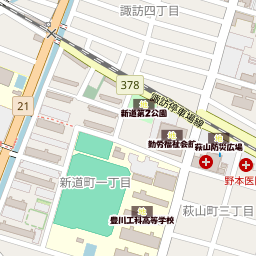 諏訪四丁目
378
諏訪停車場線
21
新道第2公園
勤労福祉会館
萩山防災広場
野本医
新道町一丁目
萩山町三丁目
豊川工科高等学校